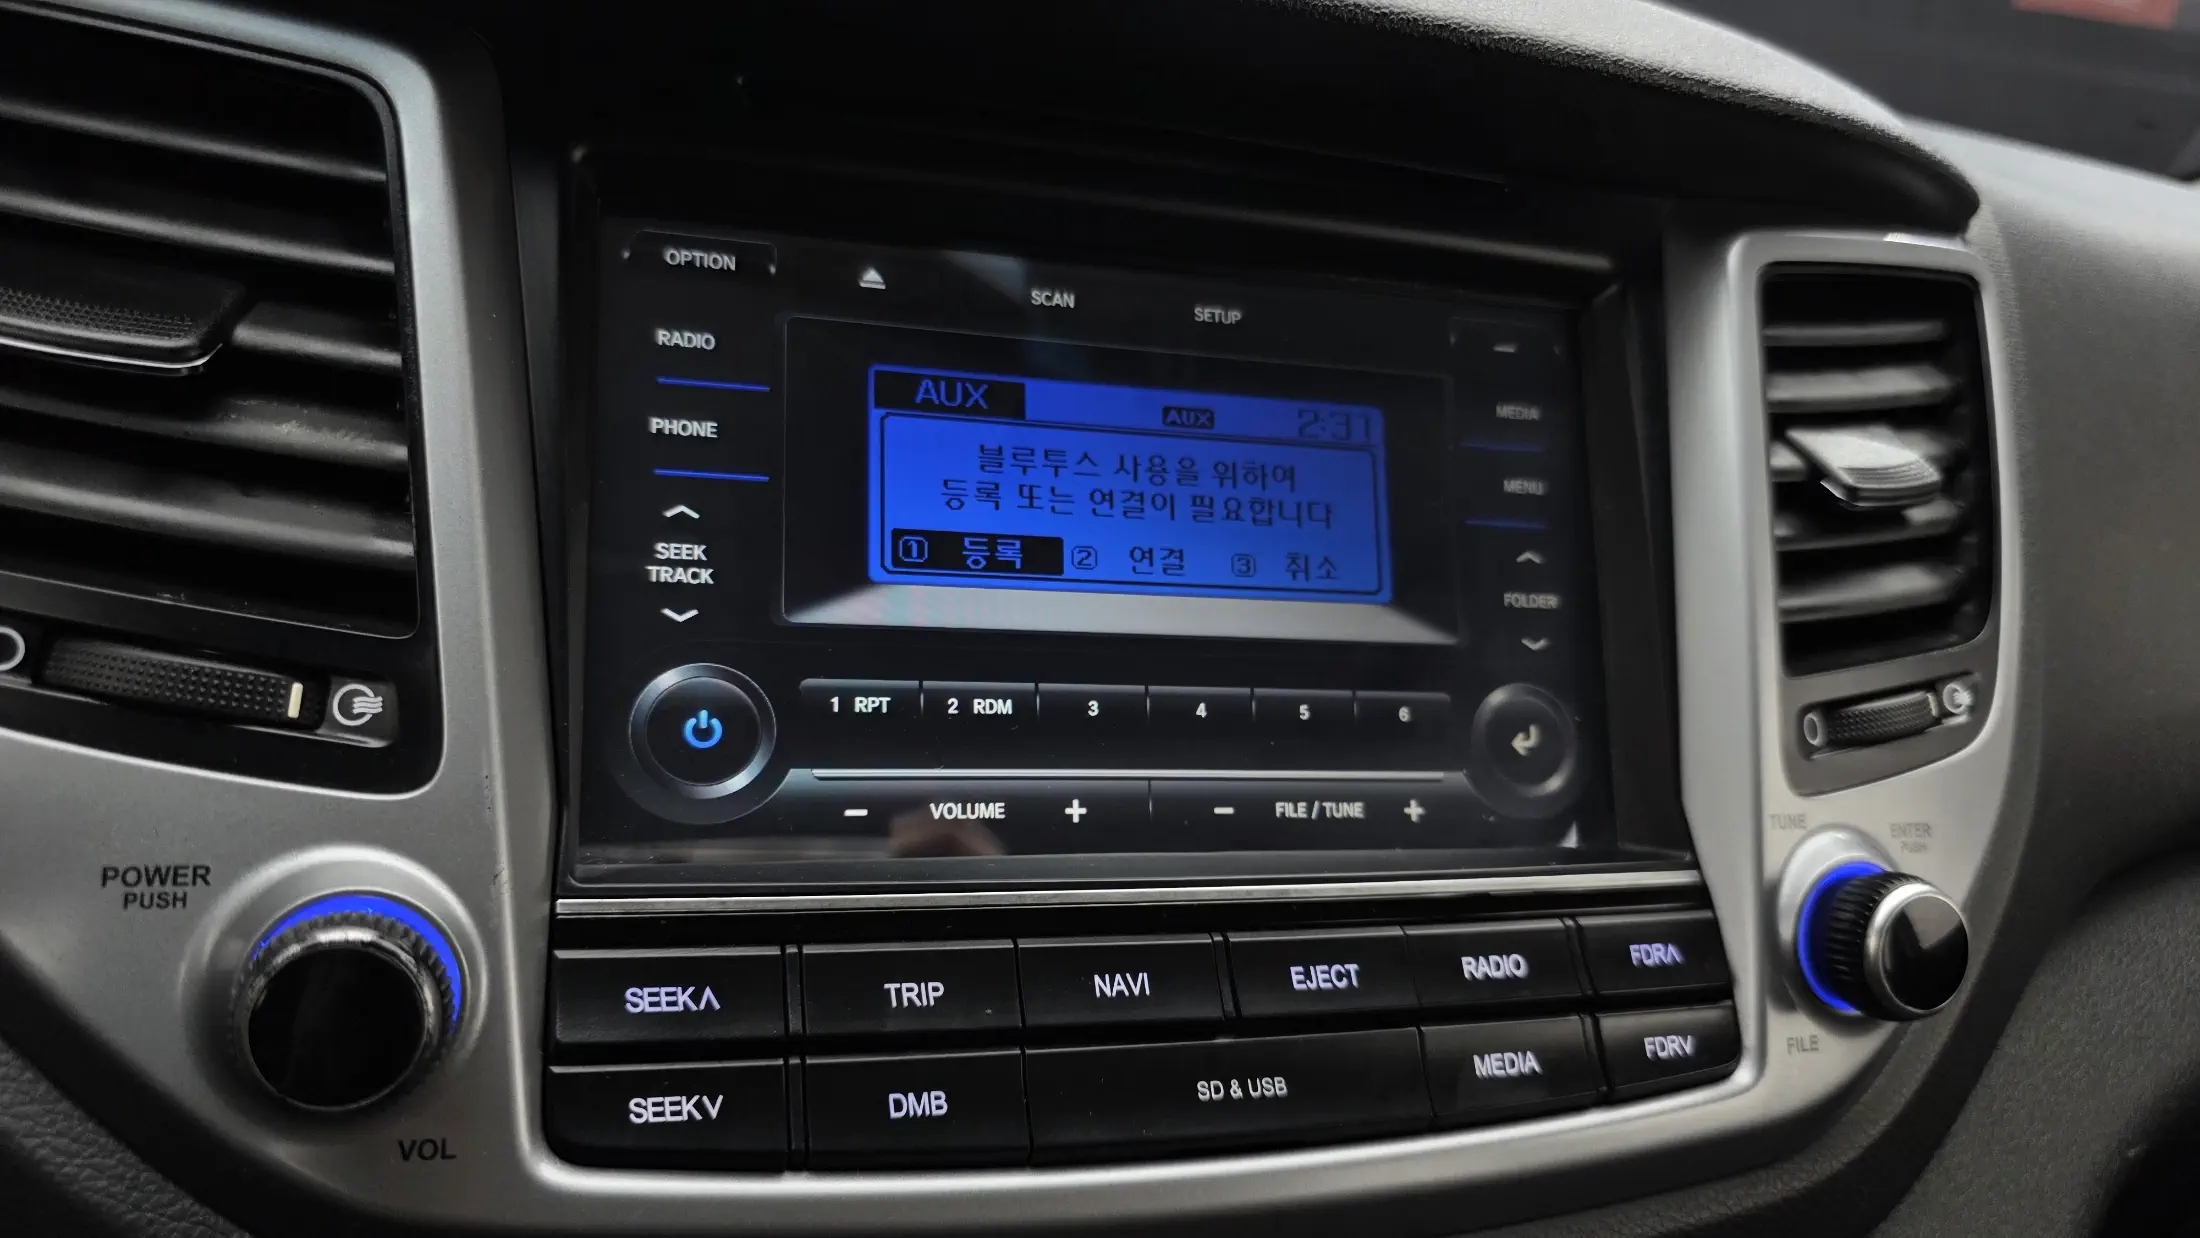 OPTION
SCAN
SETUP
RADIO
PHONE
SEEK
TRACK
AUX
AUX
2:31
블루투스 사용을 위하여
등록 또는 연결이 필요합니다
1 등록 2 연결 3 취소
MEDIA
MENU
FOLDER
1 RPT 2 RDM 3 4 5 6
VOLUME
FILE / TUNE
POWER
PUSH
VOL
TUNE
ENTER
PUSH
FILE
SEEK∧ TRIP NAVI EJECT RADIO FDR∧
SEEK∨ DMB SD & USB MEDIA FDR∨